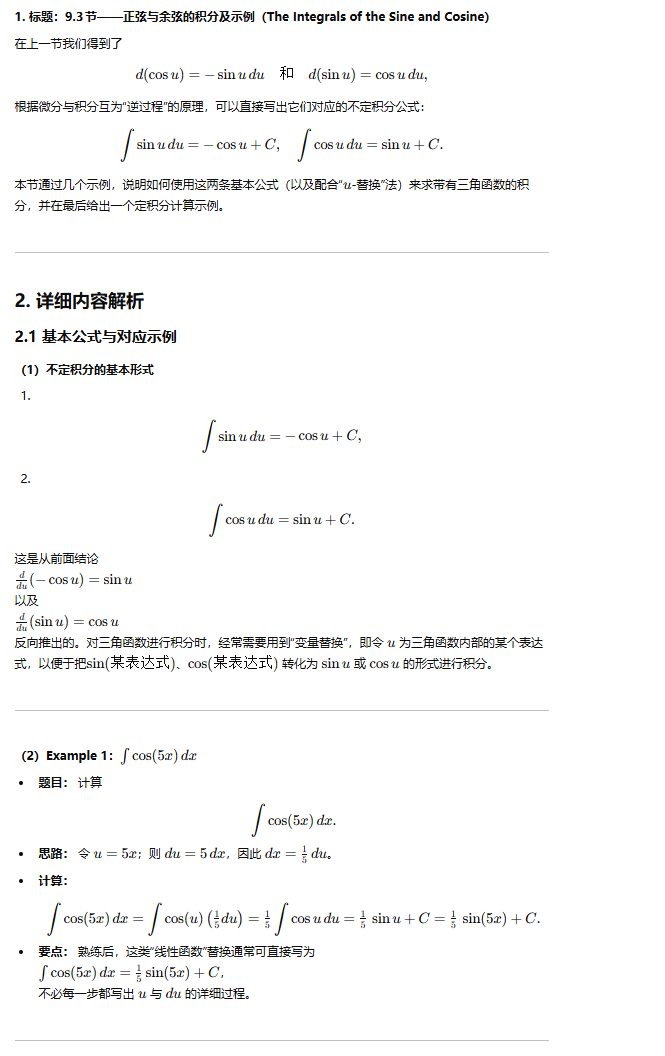 1. 标题：9.3节——正弦与余弦的积分及示例（The Integrals of the Sine and Cosine）
在上一节我们得到了
d(cos u) = − sin u du 和 d(sin u) = cos u du,
根据微分与积分互为“逆过程”的原理，可以直接写出它们对应的不定积分公式：
∫ sin u du = − cos u + C, ∫ cos u du = sin u + C.
本节通过几个示例，说明如何使用这两条基本公式（以及配合“u-替换”法）来求带有三角函数的积
分，并在最后给出一个定积分计算示例。
2. 详细内容解析
2.1 基本公式与对应示例
（1）不定积分的基本形式
1.
∫ sin u du = − cos u + C,
2.
∫ cos u du = sin u + C.
这是从前面结论
d/du (− cos u) = sin u
以及
d/du (sin u) = cos u
反向推出的。对三角函数进行积分时，经常需要用到“变量替换”，即令 u 为三角函数内部的某个表达
式，以便于把sin(某表达式)、cos(某表达式) 转化为 sin u 或 cos u 的形式进行积分。
（2）Example 1：∫ cos(5x) dx
• 题目： 计算
∫ cos(5x) dx.
• 思路： 令 u = 5x；则 du = 5 dx，因此 dx = 1/5 du。
• 计算：
∫ cos(5x) dx = ∫ cos(u) (1/5 du) = 1/5 ∫ cos u du = 1/5 sin u + C = 1/5 sin(5x) + C.
• 要点： 熟练后，这类“线性函数”替换通常可直接写为
∫ cos(5x) dx = 1/5 sin(5x) + C,
不必每一步都写出 u 与 du 的详细过程。